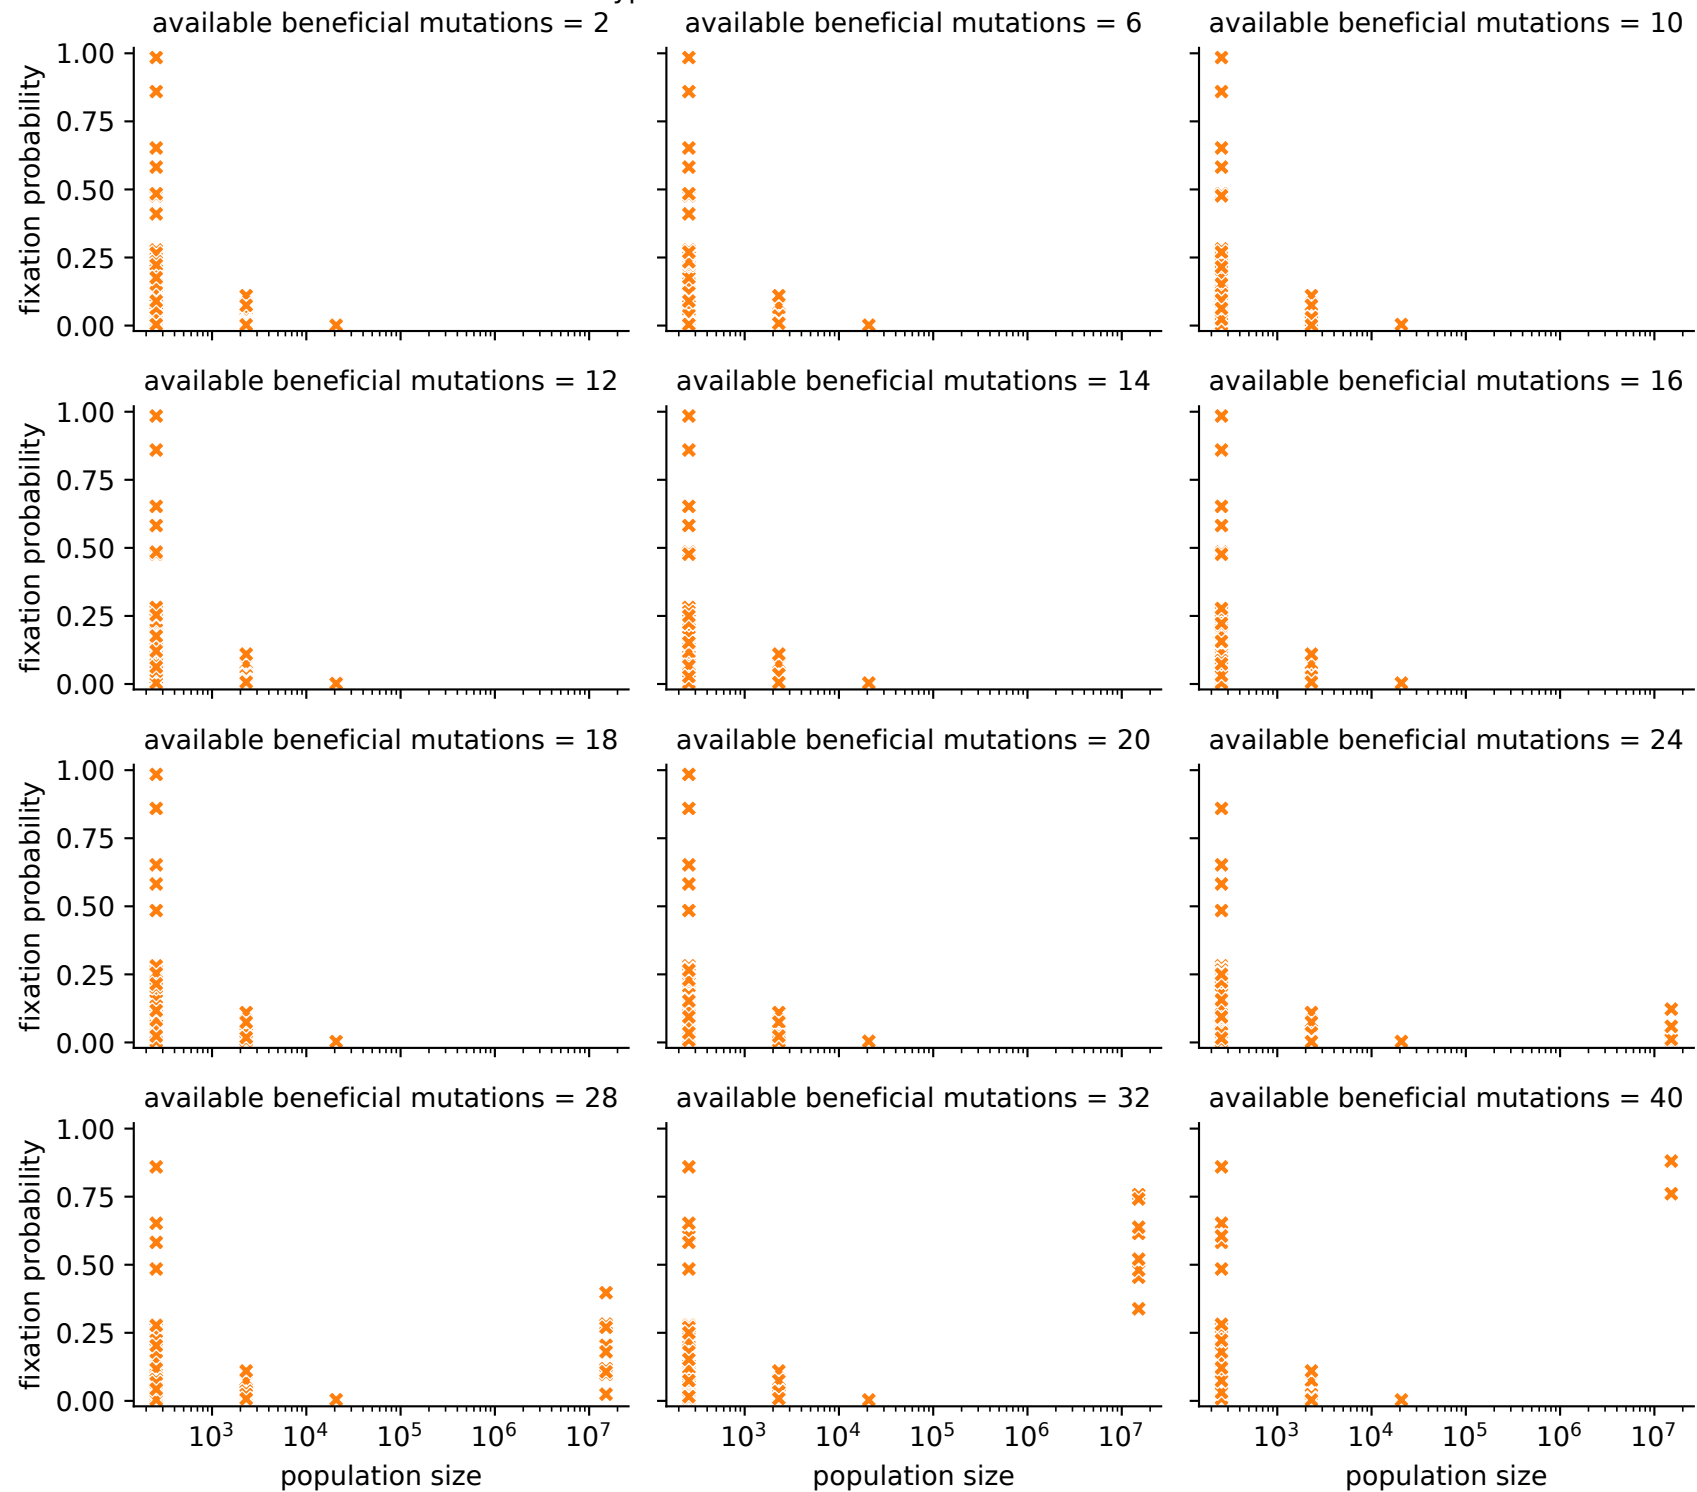 available beneficial mutations = 2
available beneficial mutations = 6
available beneficial mutations = 10
fixation probability
1.00
0.75
0.50
0.25
0.00
available beneficial mutations = 12
available beneficial mutations = 14
available beneficial mutations = 16
fixation probability
1.00
0.75
0.50
0.25
0.00
available beneficial mutations = 18
available beneficial mutations = 20
available beneficial mutations = 24
fixation probability
1.00
0.75
0.50
0.25
0.00
available beneficial mutations = 28
available beneficial mutations = 32
available beneficial mutations = 40
fixation probability
1.00
0.75
0.50
0.25
0.00
10³ 10⁴ 10⁵ 10⁶ 10⁷
10³ 10⁴ 10⁵ 10⁶ 10⁷
10³ 10⁴ 10⁵ 10⁶ 10⁷
population size
population size
population size